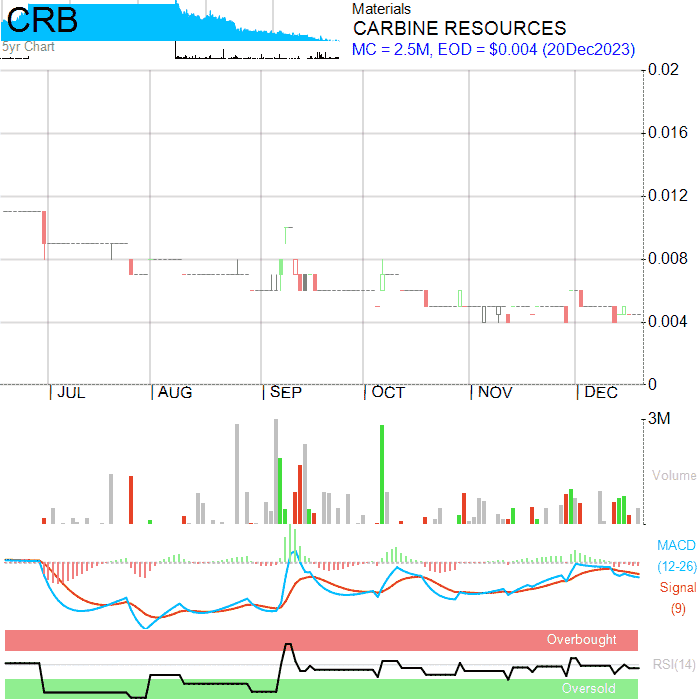 CRB
5yr Chart
Materials
CARBINE RESOURCES
MC = 2.5M, EOD = $0.004 (20Dec2023)
0.02
0.016
0.012
0.008
0.004
0
JUL AUG SEP OCT NOV DEC
3M
Volume
MACD
(12-26)
Signal
(9)
Overbought
RSI(14)
Oversold